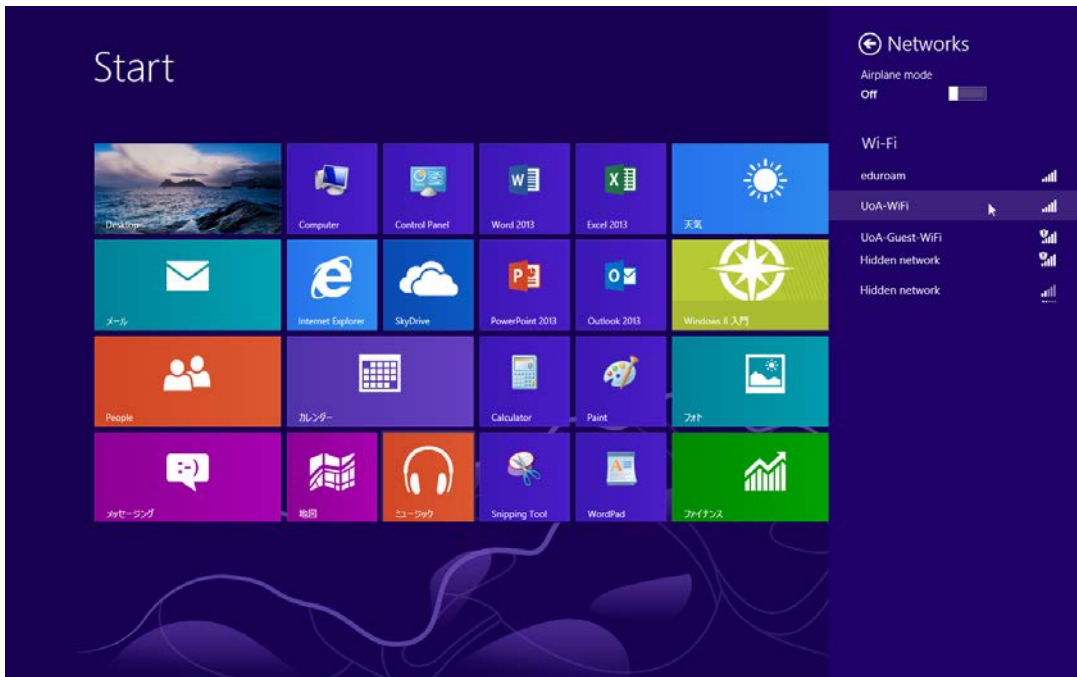 Start
Desktop
Computer
Control Panel
Word 2013
Excel 2013
天気
メール
Internet Explorer
SkyDrive
PowerPoint 2013
Outlook 2013
Windows 8 入門
People
カレンダー
Calculator
Paint
フォト
メッセージング
地図
ミュージック
Snipping Tool
WordPad
ファイナンス
Networks
Airplane mode
Off
Wi-Fi
eduroam
UoA-WiFi
UoA-Guest-WiFi
Hidden network
Hidden network